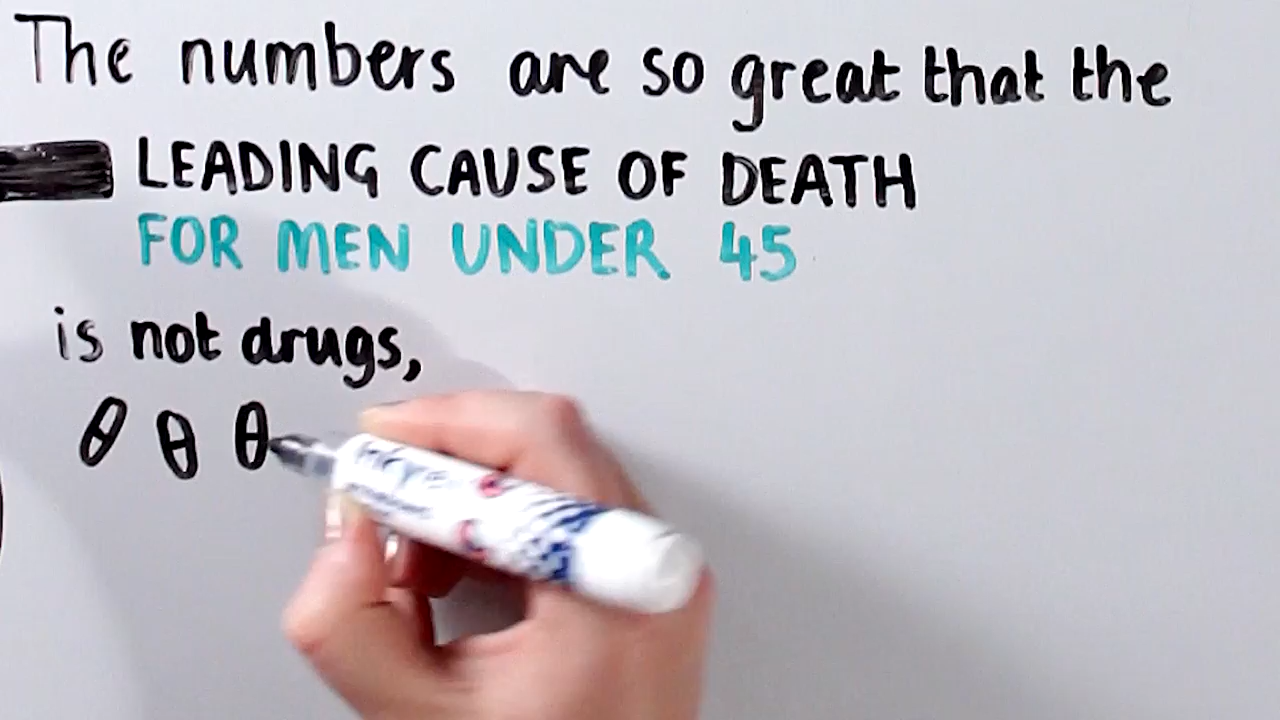 The numbers are so great that the
LEADING CAUSE OF DEATH
FOR MEN UNDER 45
is not drugs,